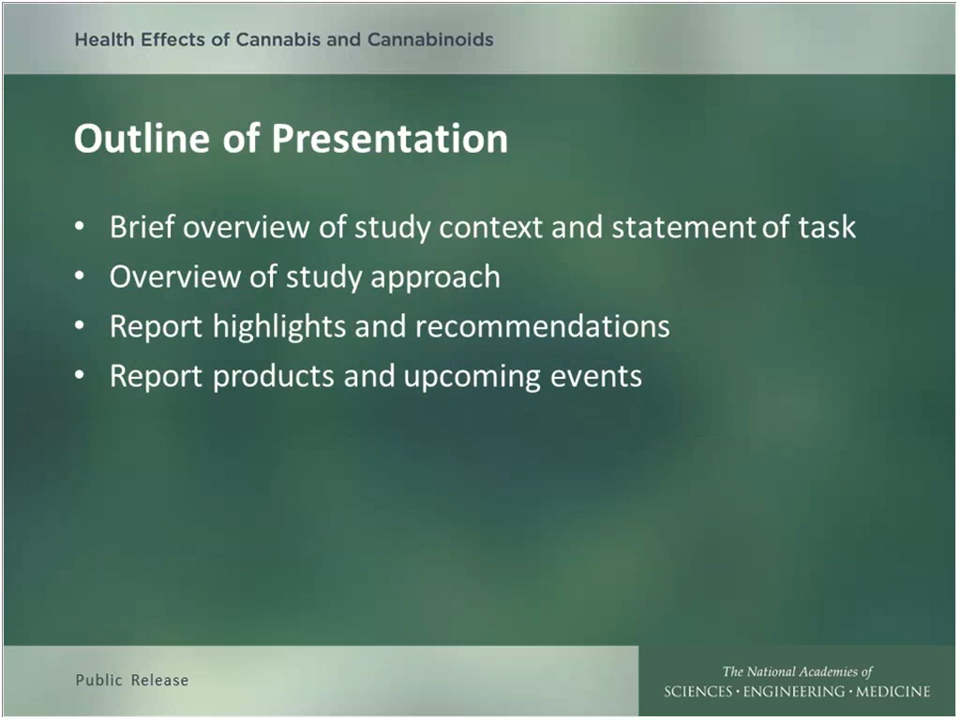 Health Effects of Cannabis and Cannabinoids
Outline of Presentation
• Brief overview of study context and statement of task
• Overview of study approach
• Report highlights and recommendations
• Report products and upcoming events
Public Release
The National Academies of
SCIENCES • ENGINEERING • MEDICINE